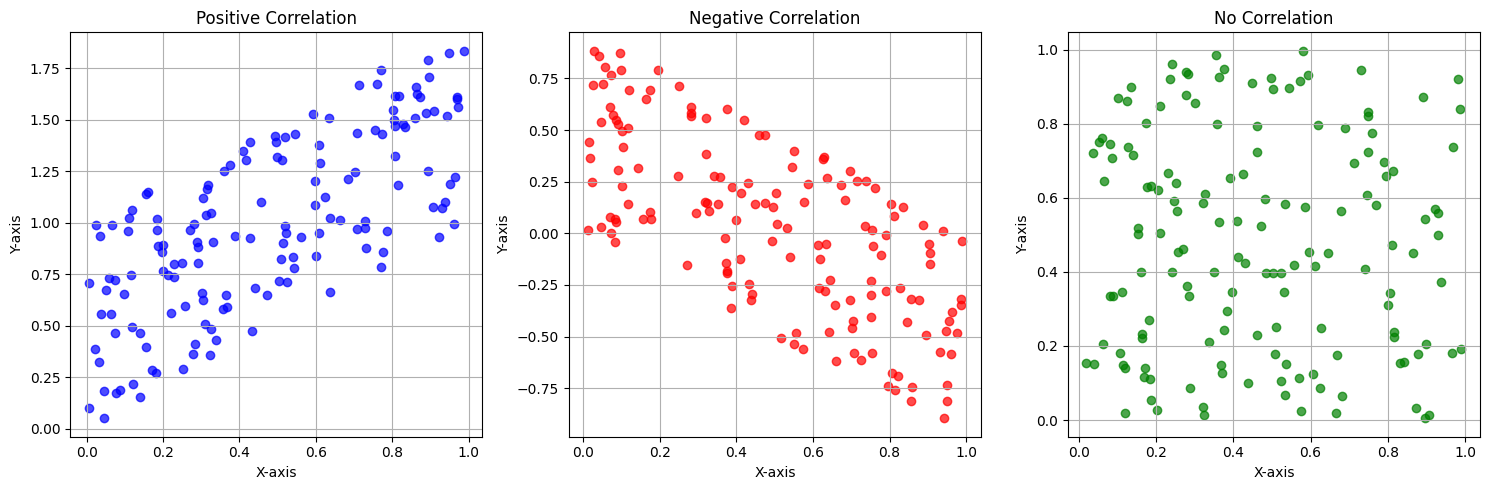 Positive Correlation
Y-axis
1.75
1.50
1.25
1.00
0.75
0.50
0.25
0.00
0.0 0.2 0.4 0.6 0.8 1.0
X-axis
Negative Correlation
Y-axis
0.75
0.50
0.25
0.00
−0.25
−0.50
−0.75
0.0 0.2 0.4 0.6 0.8 1.0
X-axis
No Correlation
Y-axis
1.0
0.8
0.6
0.4
0.2
0.0
0.0 0.2 0.4 0.6 0.8 1.0
X-axis